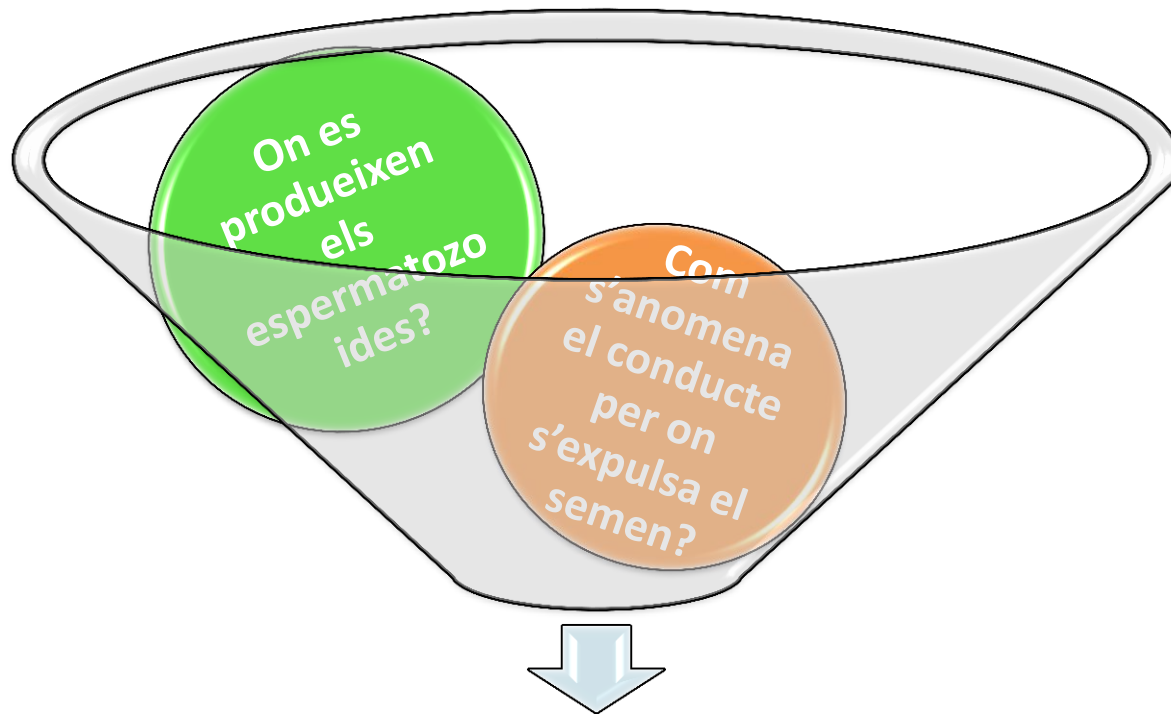 On es
produeixen
els
espermatozo
ides?
Com
s’anomena
el conducte
per on
s’expulsa el
semen?